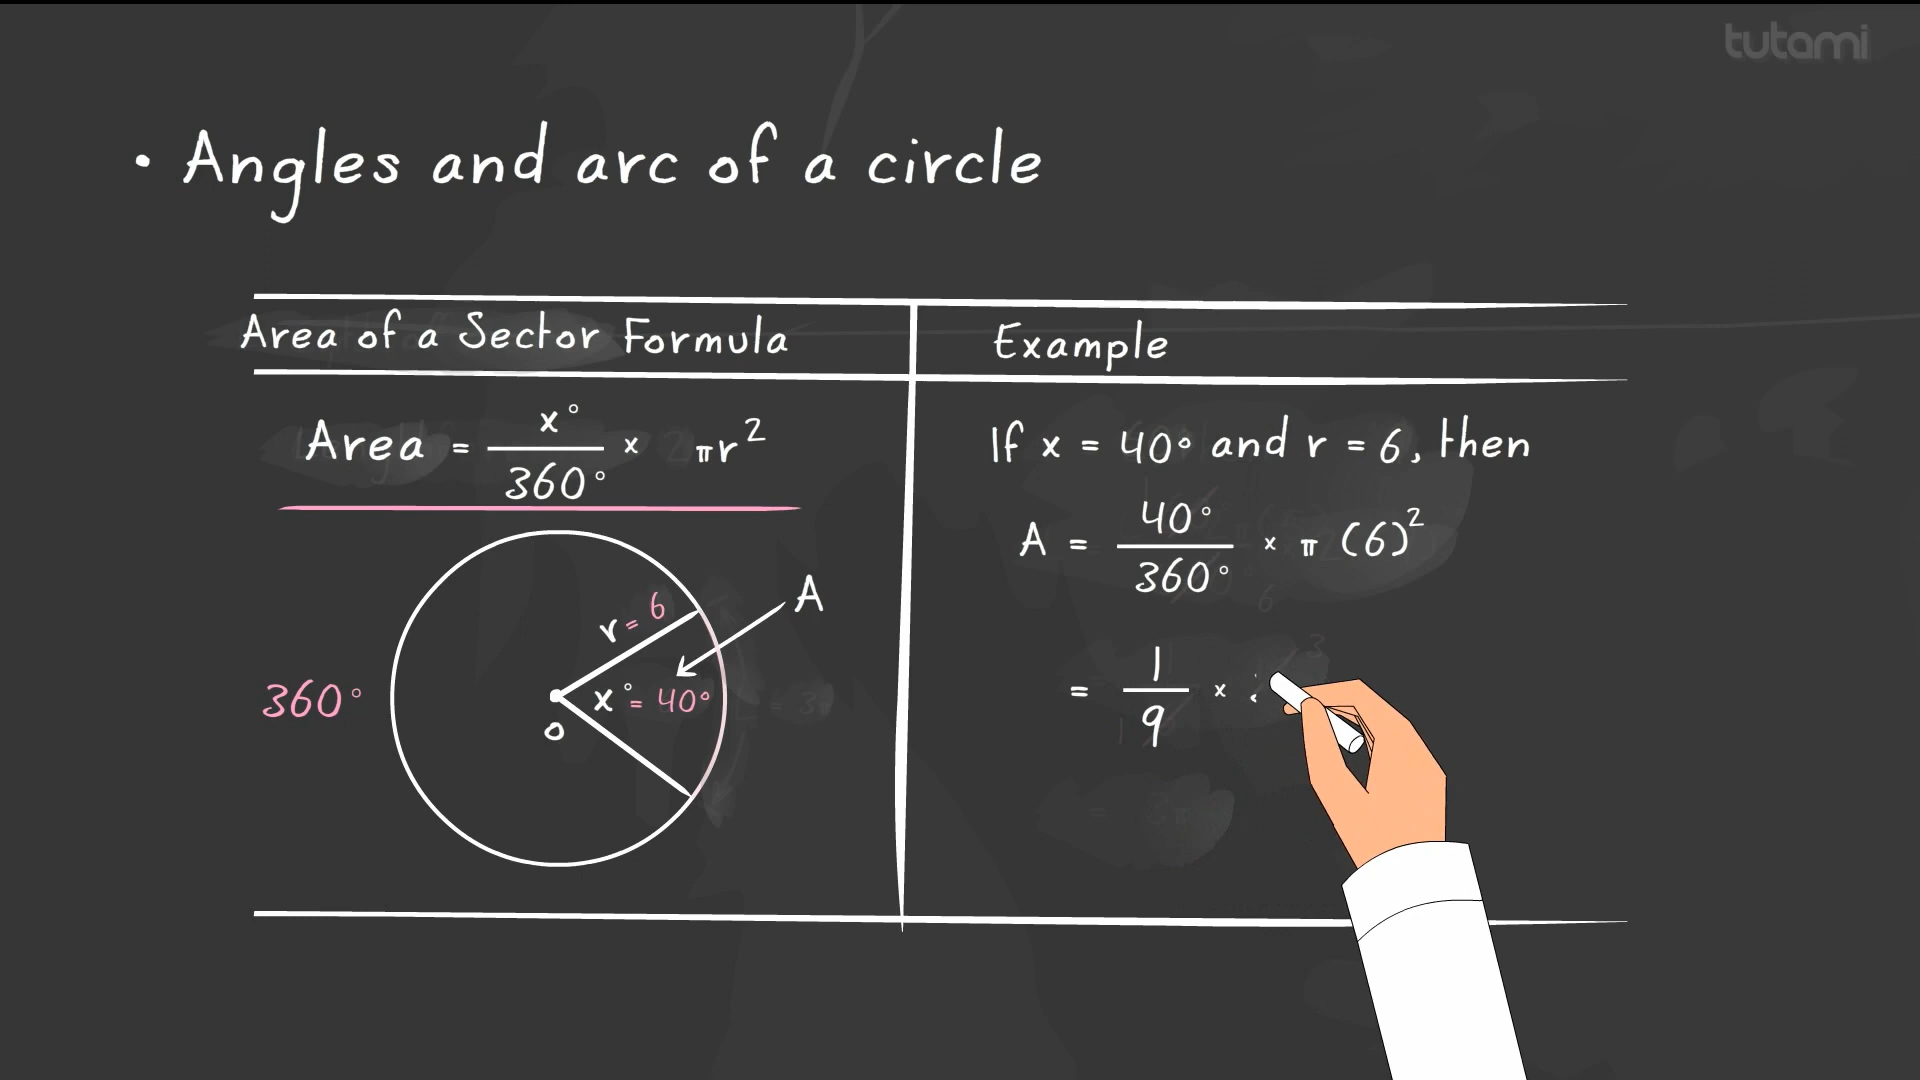 tutami
• Angles and arc of a circle
Area of a Sector Formula
Example
Area = x° / 360° × πr²
If x = 40° and r = 6, then
A = 40° / 360° × π (6)²
= 1 / 9 ×
r = 6
A
360°
x° = 40°
o